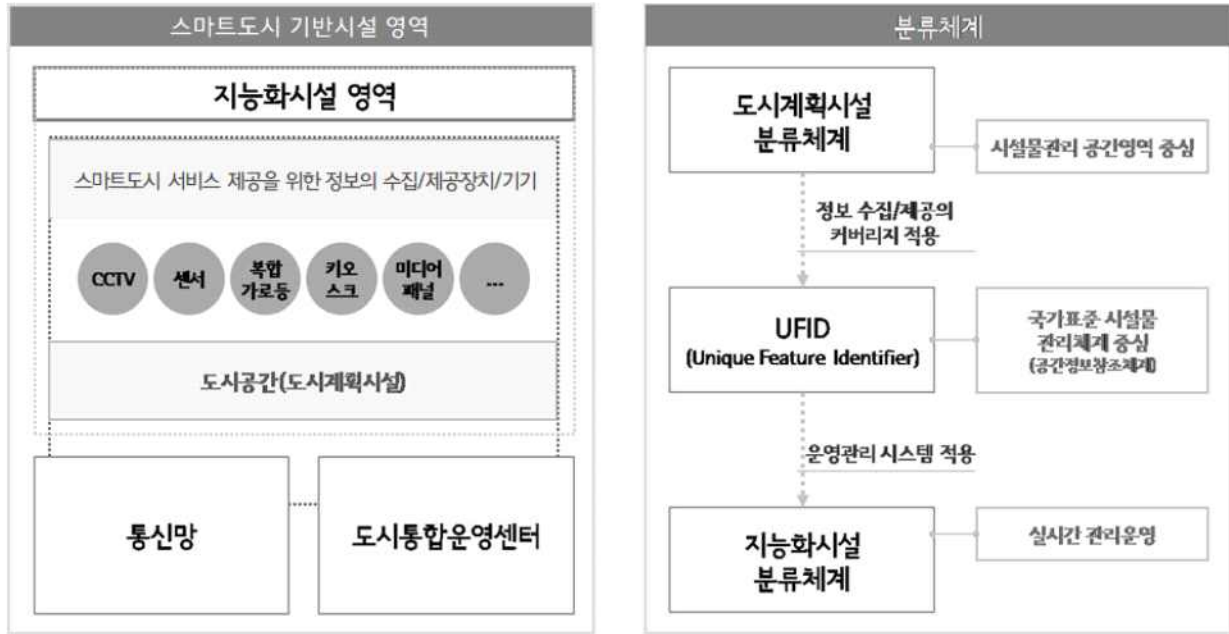 스마트도시 기반시설 영역
지능화시설 영역
스마트도시 서비스 제공을 위한 정보의 수집/제공장치/기기
CCTV
센서
복합
가로등
키오
스크
미디어
패널
...
도시공간(도시계획시설)
통신망
도시통합운영센터
분류체계
도시계획시설
분류체계
시설물관리 공간영역 중심
정보 수집/제공의
커버리지 적용
UFID
(Unique Feature Identifier)
국가표준 시설물
관리체계 중심
(공간정보참조체계)
운영관리 시스템 적용
지능화시설
분류체계
실시간 관리운영